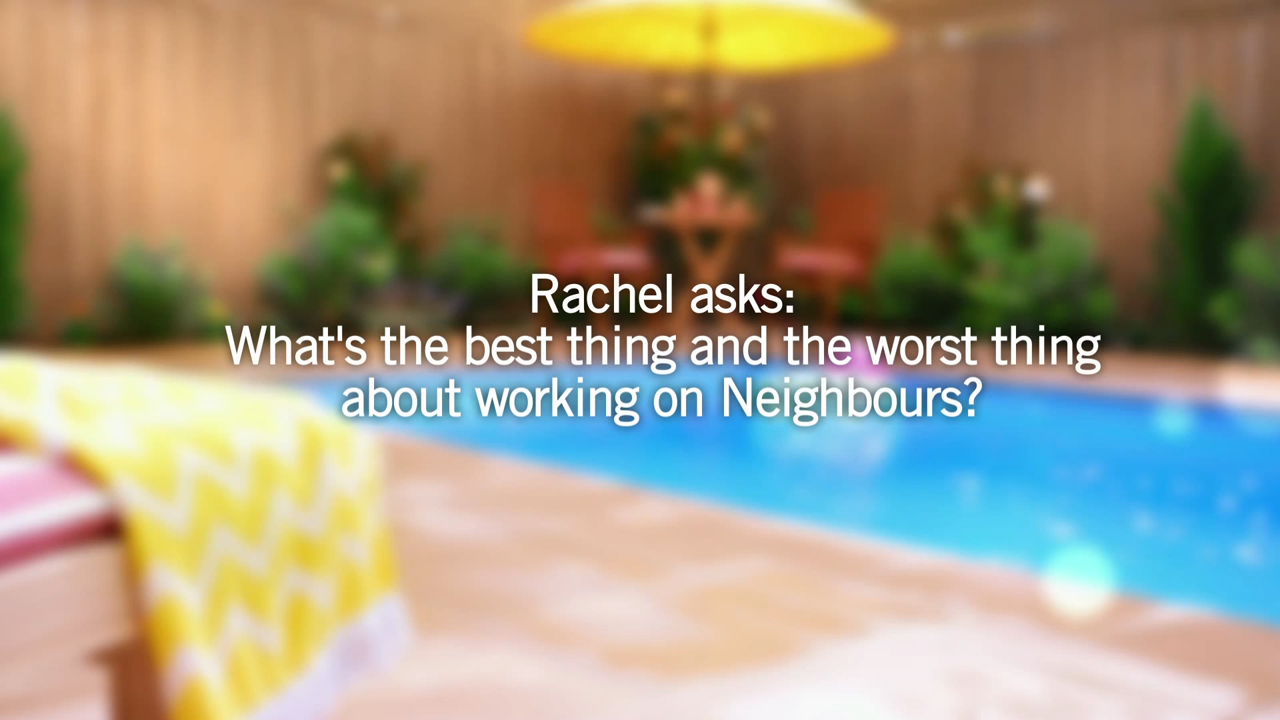 Rachel asks:
What's the best thing and the worst thing
about working on Neighbours?